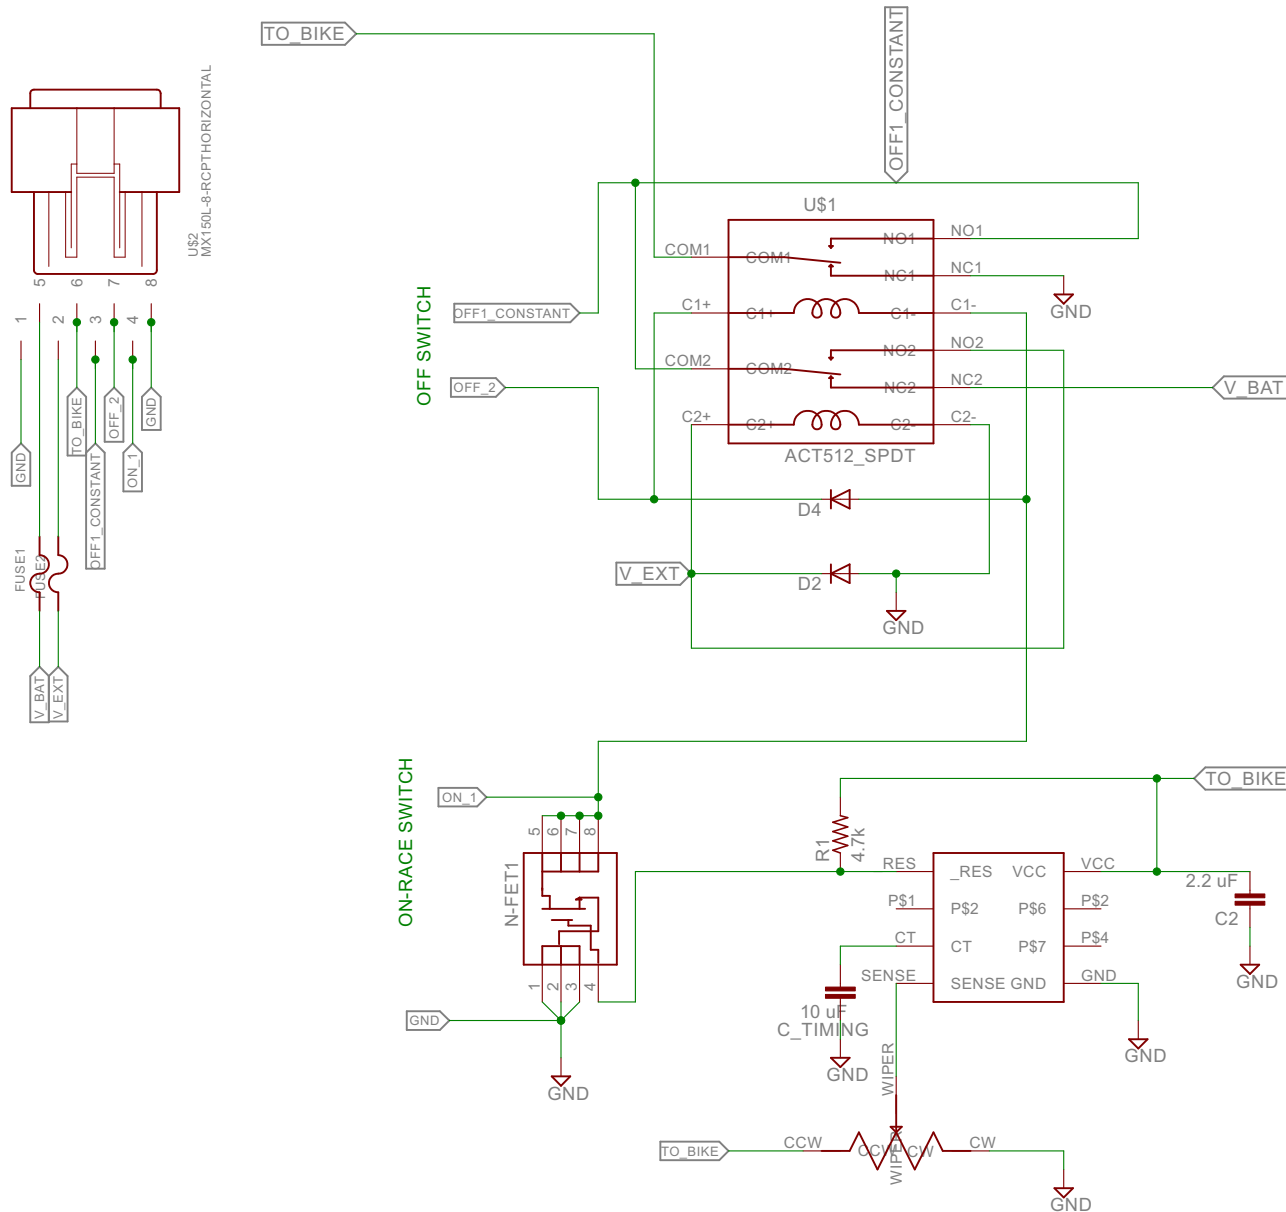 TO_BIKE
OFF1_CONSTANT
U$2
MX150L-8-RCPTHORIZONTAL
5
6
7
8
1
2
3
4
GND
TO_BIKE
OFF1_CONSTANT
OFF_2
ON_1
GND
FUSE1
FUSE2
V_BAT
V_EXT
OFF SWITCH
OFF1_CONSTANT
OFF_2
U$1
COM1
COM1
NO1
NO1
NC1
NC1
GND
C1+
C1+
C1-
C1-
NO2
NO2
COM2
COM2
NC2
NC2
V_BAT
C2+
C2+
C2-
C2-
ACT512_SPDT
D4
V_EXT
D2
GND
ON-RACE SWITCH
ON_1
5
6
7
8
N-FET1
1
2
3
4
GND
GND
TO_BIKE
R1
4.7k
RES
_RES
VCC
VCC
P$1
P$2
P$6
P$2
CT
CT
P$7
P$4
SENSE
SENSE
GND
GND
2.2 uF
C2
GND
10 uF
C_TIMING
GND
GND
WIPER
WIPER
TO_BIKE
CCW
CCW
CW
CW
GND